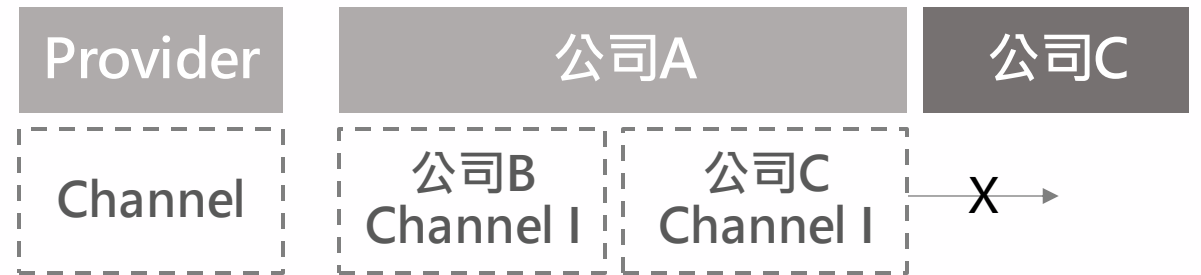 Provider
公司A
公司C
Channel
公司B
Channel I
公司C
Channel I
X